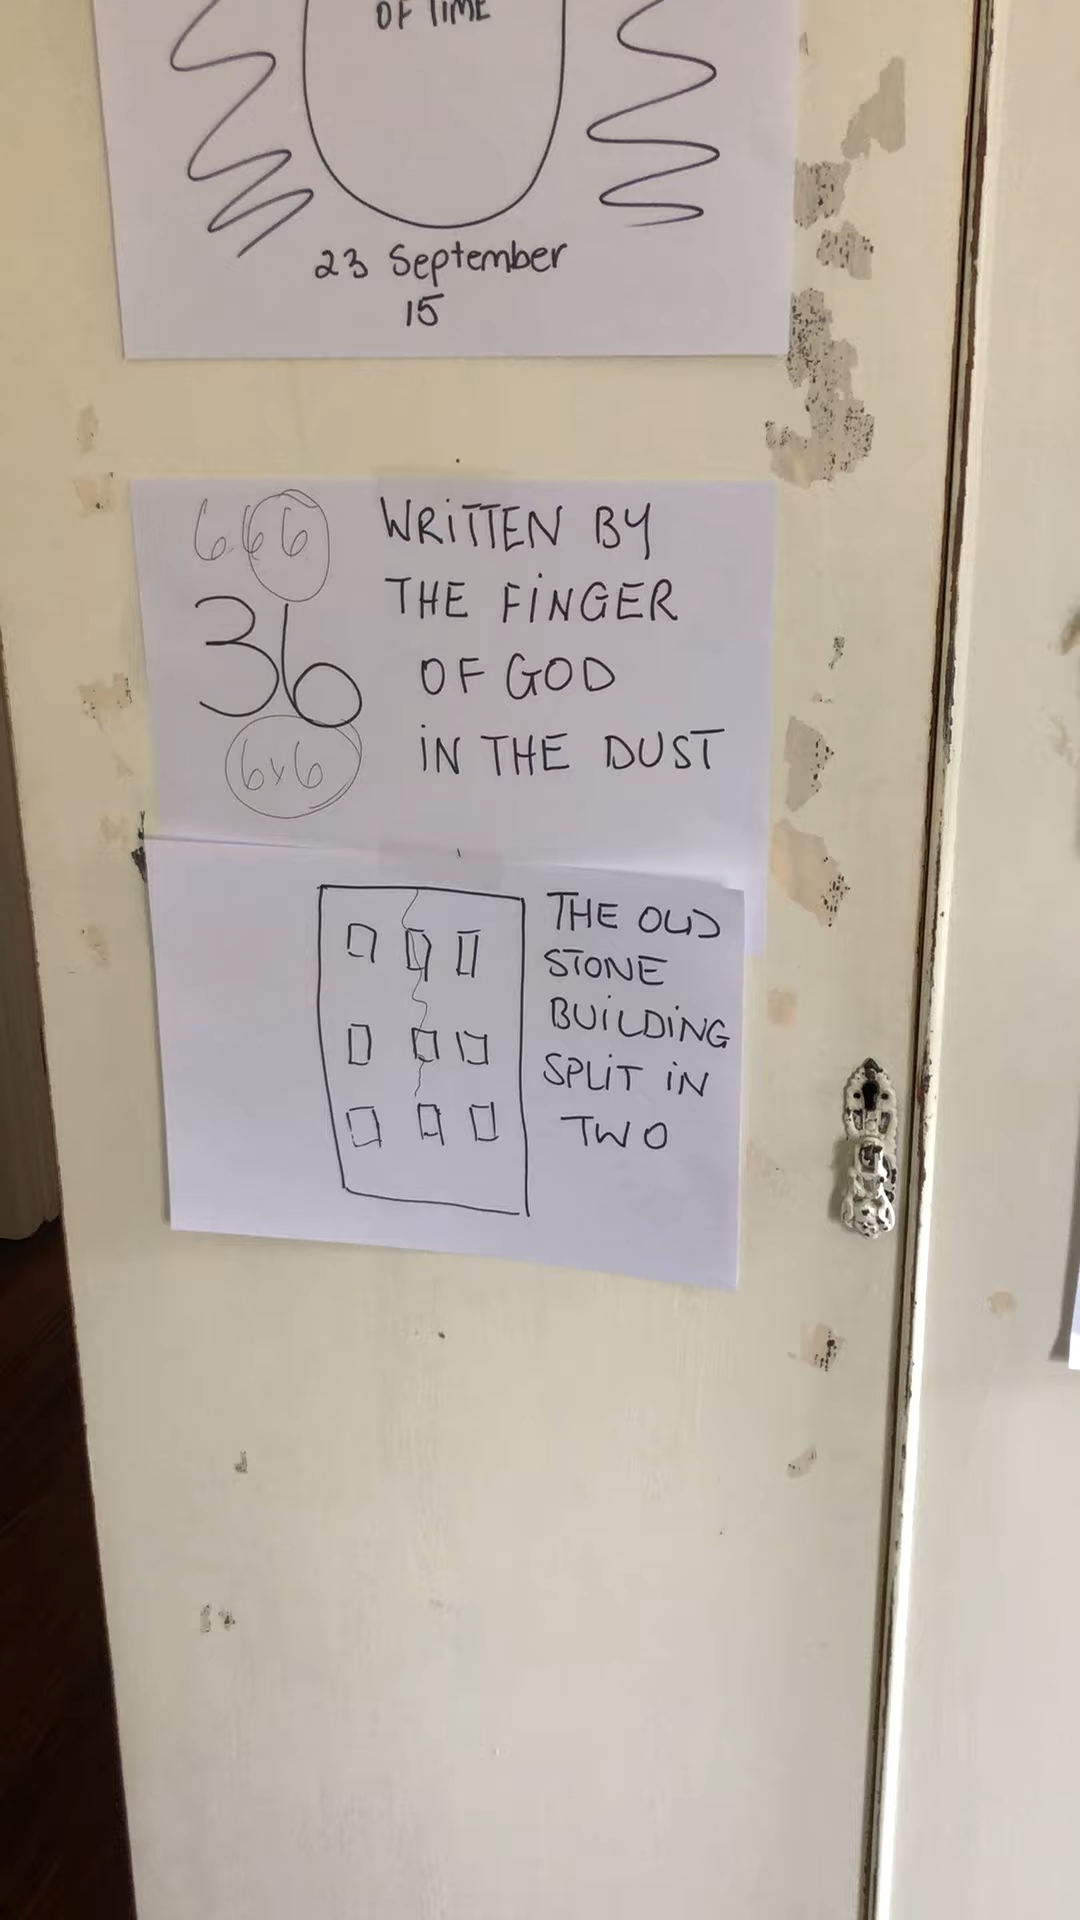 OF TIME
23 September
15
666
36
6x6
WRITTEN BY
THE FINGER
OF GOD
IN THE DUST
THE OLD
STONE
BUILDING
SPLIT IN
TWO